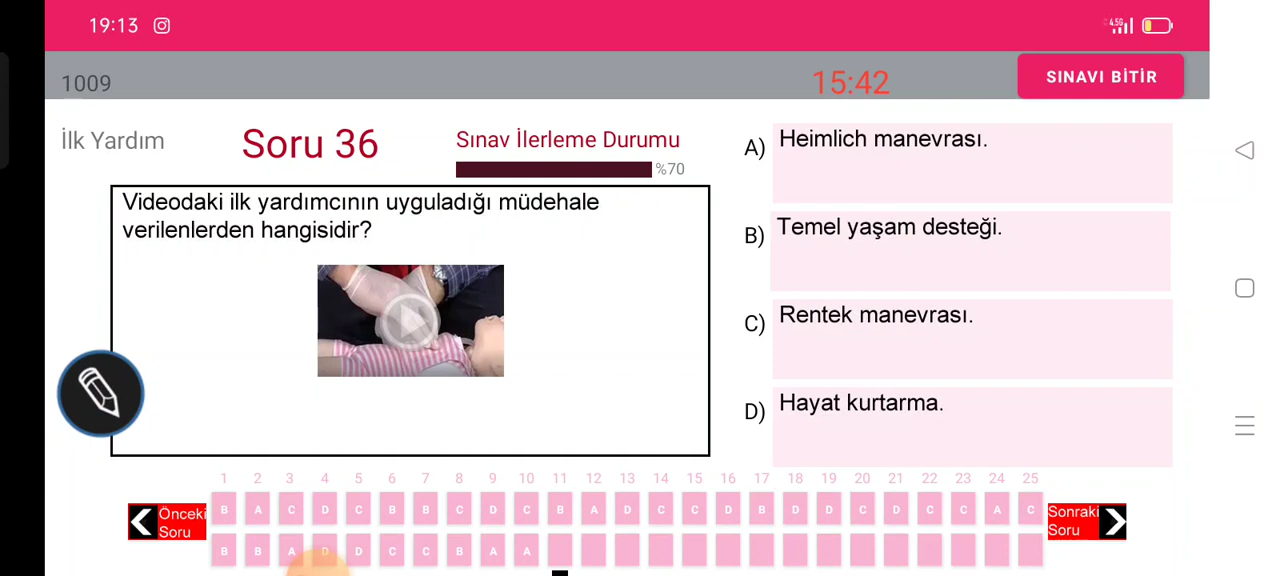 19:13
4.5G
1009
15:42
SINAVI BİTİR
İlk Yardım
Soru 36
Sınav İlerleme Durumu
%70
Videodaki ilk yardımcının uyguladığı müdehale
verilenlerden hangisidir?
A) Heimlich manevrası.
B) Temel yaşam desteği.
C) Rentek manevrası.
D) Hayat kurtarma.
1 2 3 4 5 6 7 8 9 10 11 12 13 14 15 16 17 18 19 20 21 22 23 24 25
B A C D C B B C D C B A D C C D B D D C D C C A C
B B A D D C C B A A
Önceki
Soru
Sonraki
Soru